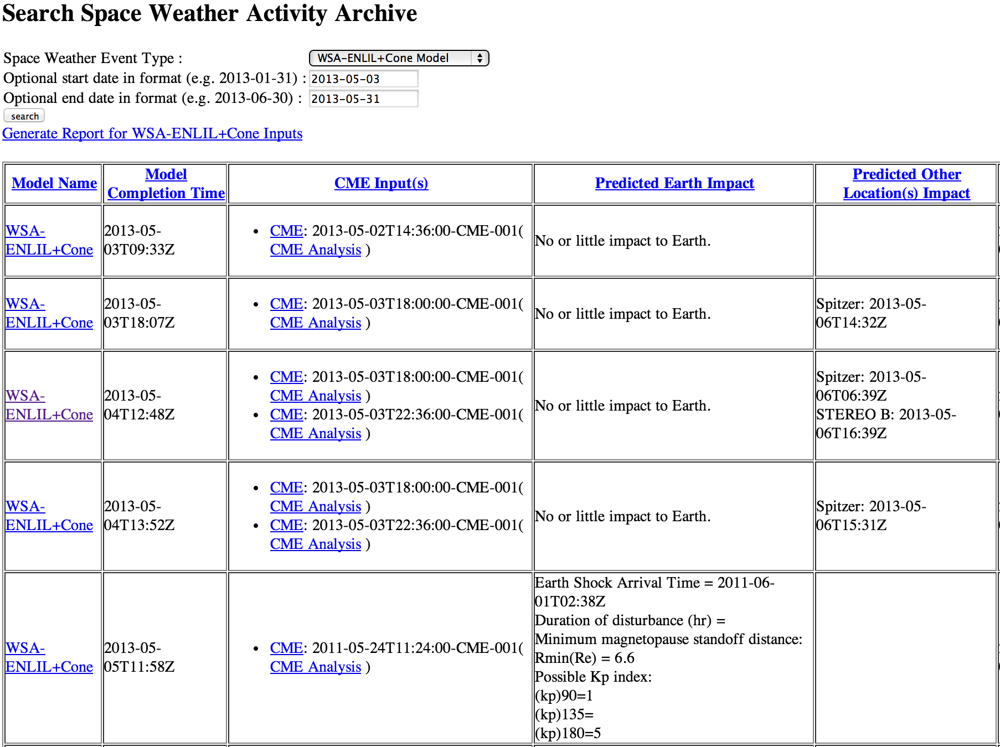 Search Space Weather Activity Archive
Space Weather Event Type : WSA-ENLIL+Cone Model
Optional start date in format (e.g. 2013-01-31) : 2013-05-03
Optional end date in format (e.g. 2013-06-30) : 2013-05-31
search
Generate Report for WSA-ENLIL+Cone Inputs
Model Name
Model
Completion Time
CME Input(s)
Predicted Earth Impact
Predicted Other
Location(s) Impact
WSA-
ENLIL+Cone
2013-05-
03T09:33Z
• CME: 2013-05-02T14:36:00-CME-001(
CME Analysis )
No or little impact to Earth.
WSA-
ENLIL+Cone
2013-05-
03T18:07Z
• CME: 2013-05-03T18:00:00-CME-001(
CME Analysis )
No or little impact to Earth.
Spitzer: 2013-05-
06T14:32Z
WSA-
ENLIL+Cone
2013-05-
04T12:48Z
• CME: 2013-05-03T18:00:00-CME-001(
CME Analysis )
• CME: 2013-05-03T22:36:00-CME-001(
CME Analysis )
No or little impact to Earth.
Spitzer: 2013-05-
06T06:39Z
STEREO B: 2013-05-
06T16:39Z
WSA-
ENLIL+Cone
2013-05-
04T13:52Z
• CME: 2013-05-03T18:00:00-CME-001(
CME Analysis )
• CME: 2013-05-03T22:36:00-CME-001(
CME Analysis )
No or little impact to Earth.
Spitzer: 2013-05-
06T15:31Z
WSA-
ENLIL+Cone
2013-05-
05T11:58Z
• CME: 2011-05-24T11:24:00-CME-001(
CME Analysis )
Earth Shock Arrival Time = 2011-06-
01T02:38Z
Duration of disturbance (hr) =
Minimum magnetopause standoff distance:
Rmin(Re) = 6.6
Possible Kp index:
(kp)90=1
(kp)135=
(kp)180=5